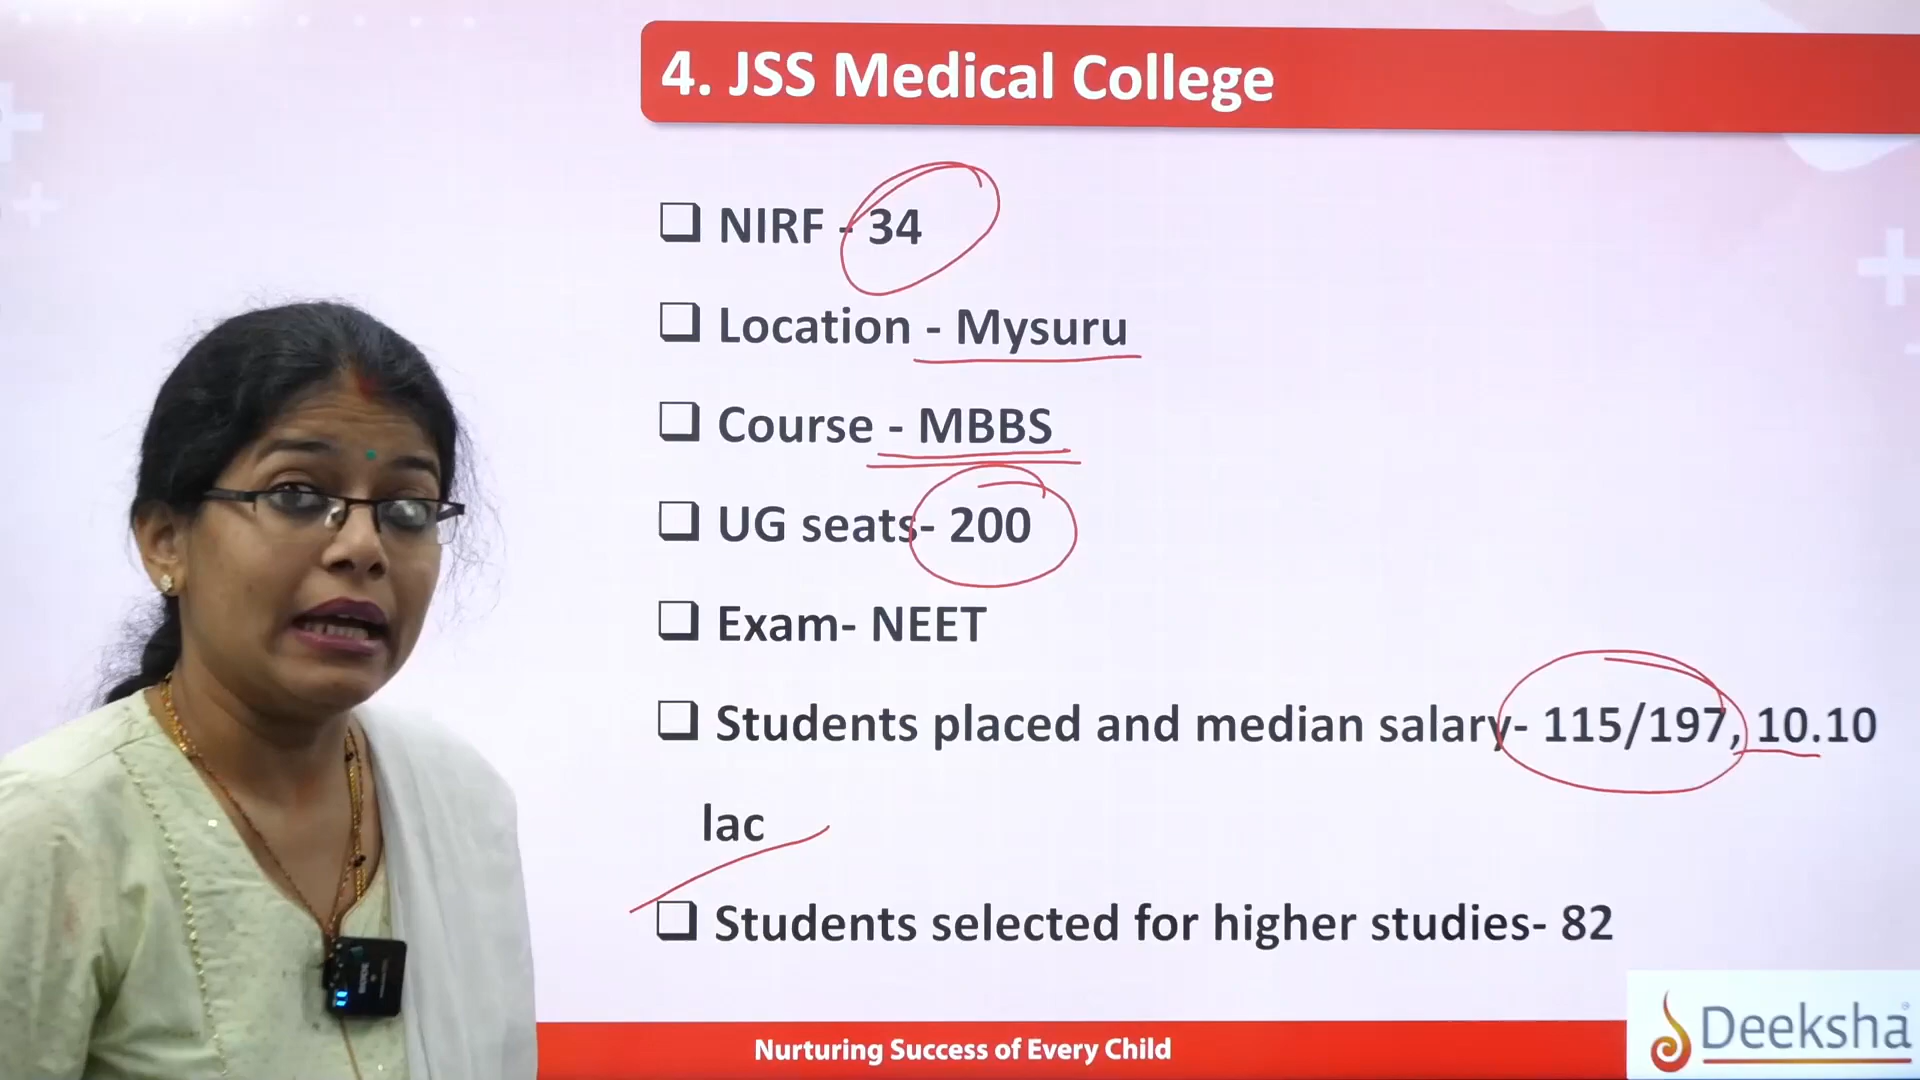 4. JSS Medical College
❑ NIRF - 34
❑ Location - Mysuru
❑ Course - MBBS
❑ UG seats- 200
❑ Exam- NEET
❑ Students placed and median salary- 115/197, 10.10
lac
❑ Students selected for higher studies- 82
Nurturing Success of Every Child
Deeksha